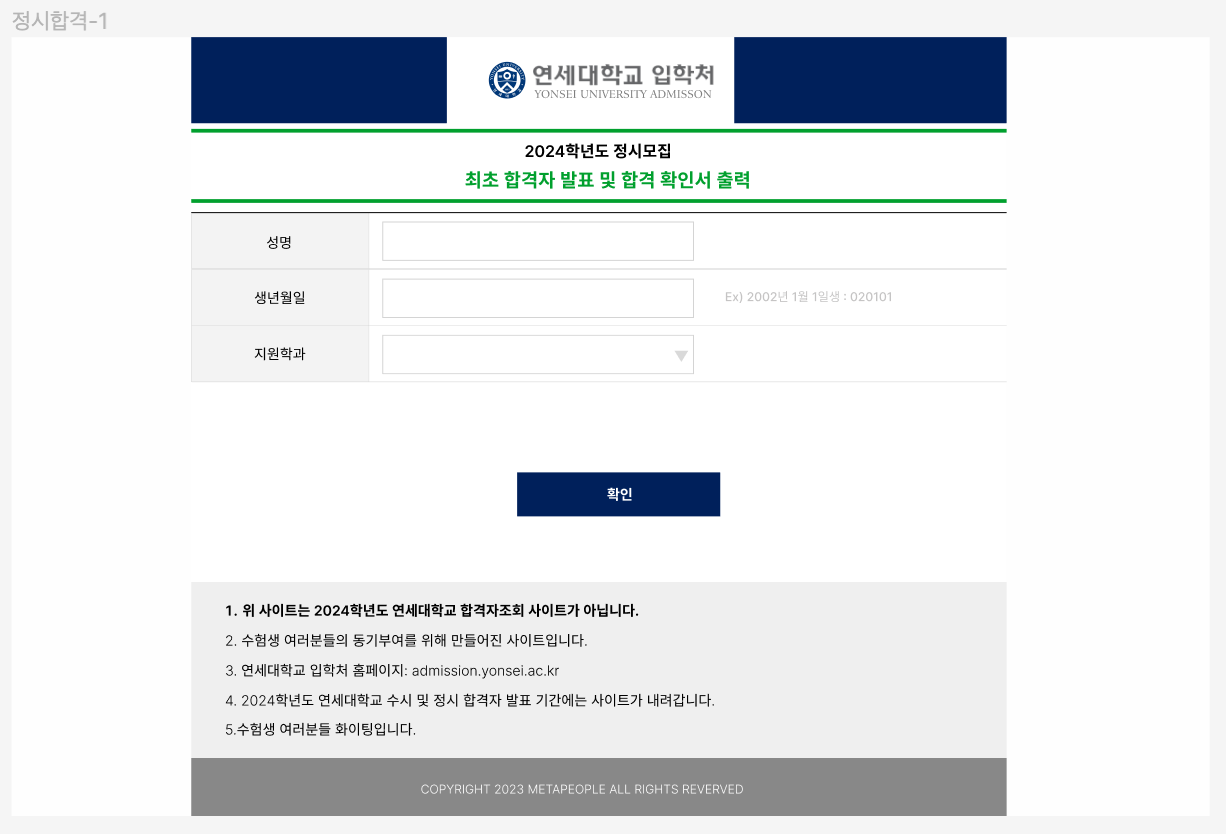 정시합격-1
연세대학교 입학처
YONSEI UNIVERSITY ADMISSON
2024학년도 정시모집
최초 합격자 발표 및 합격 확인서 출력
성명
생년월일
Ex) 2002년 1월 1일생 : 020101
지원학과
확인
1. 위 사이트는 2024학년도 연세대학교 합격자조회 사이트가 아닙니다.
2. 수험생 여러분들의 동기부여를 위해 만들어진 사이트입니다.
3. 연세대학교 입학처 홈페이지: admission.yonsei.ac.kr
4. 2024학년도 연세대학교 수시 및 정시 합격자 발표 기간에는 사이트가 내려갑니다.
5.수험생 여러분들 화이팅입니다.
COPYRIGHT 2023 METAPEOPLE ALL RIGHTS REVERVED